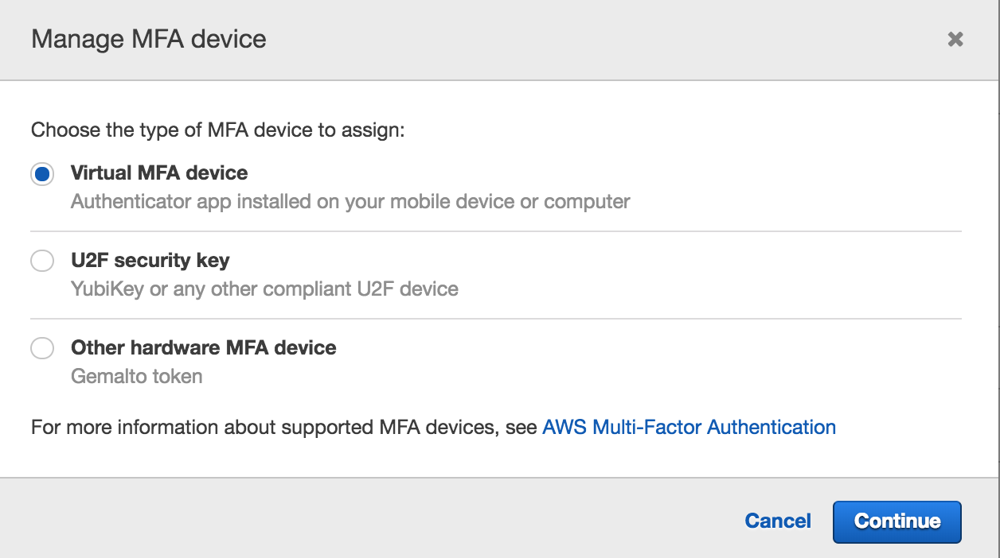 Manage MFA device
Choose the type of MFA device to assign:
Virtual MFA device
Authenticator app installed on your mobile device or computer
U2F security key
YubiKey or any other compliant U2F device
Other hardware MFA device
Gemalto token
For more information about supported MFA devices, see AWS Multi-Factor Authentication
Cancel Continue